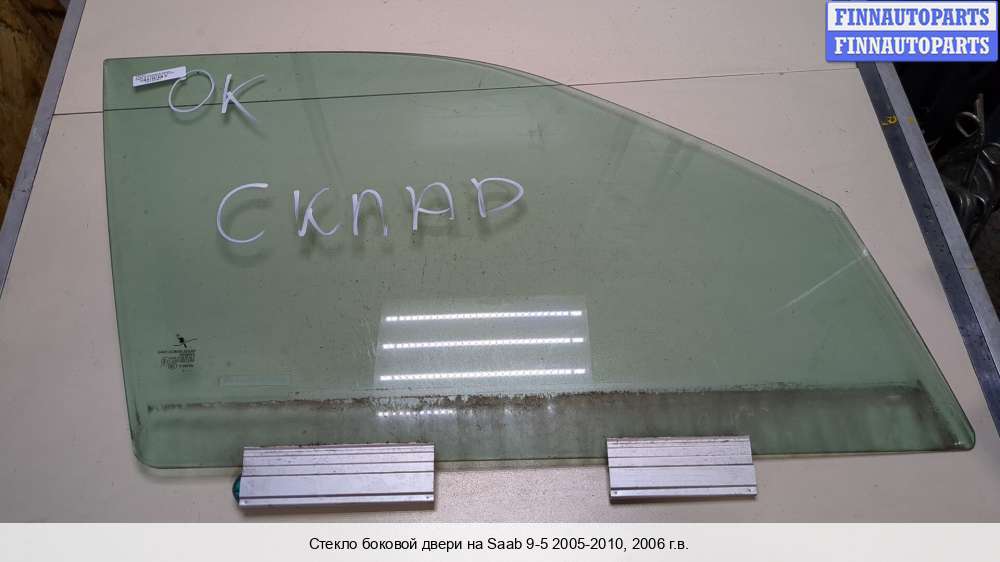 FINNAUTOPARTS
FINNAUTOPARTS
OK
СКЛАД
Стекло боковой двери на Saab 9-5 2005-2010, 2006 г.в.